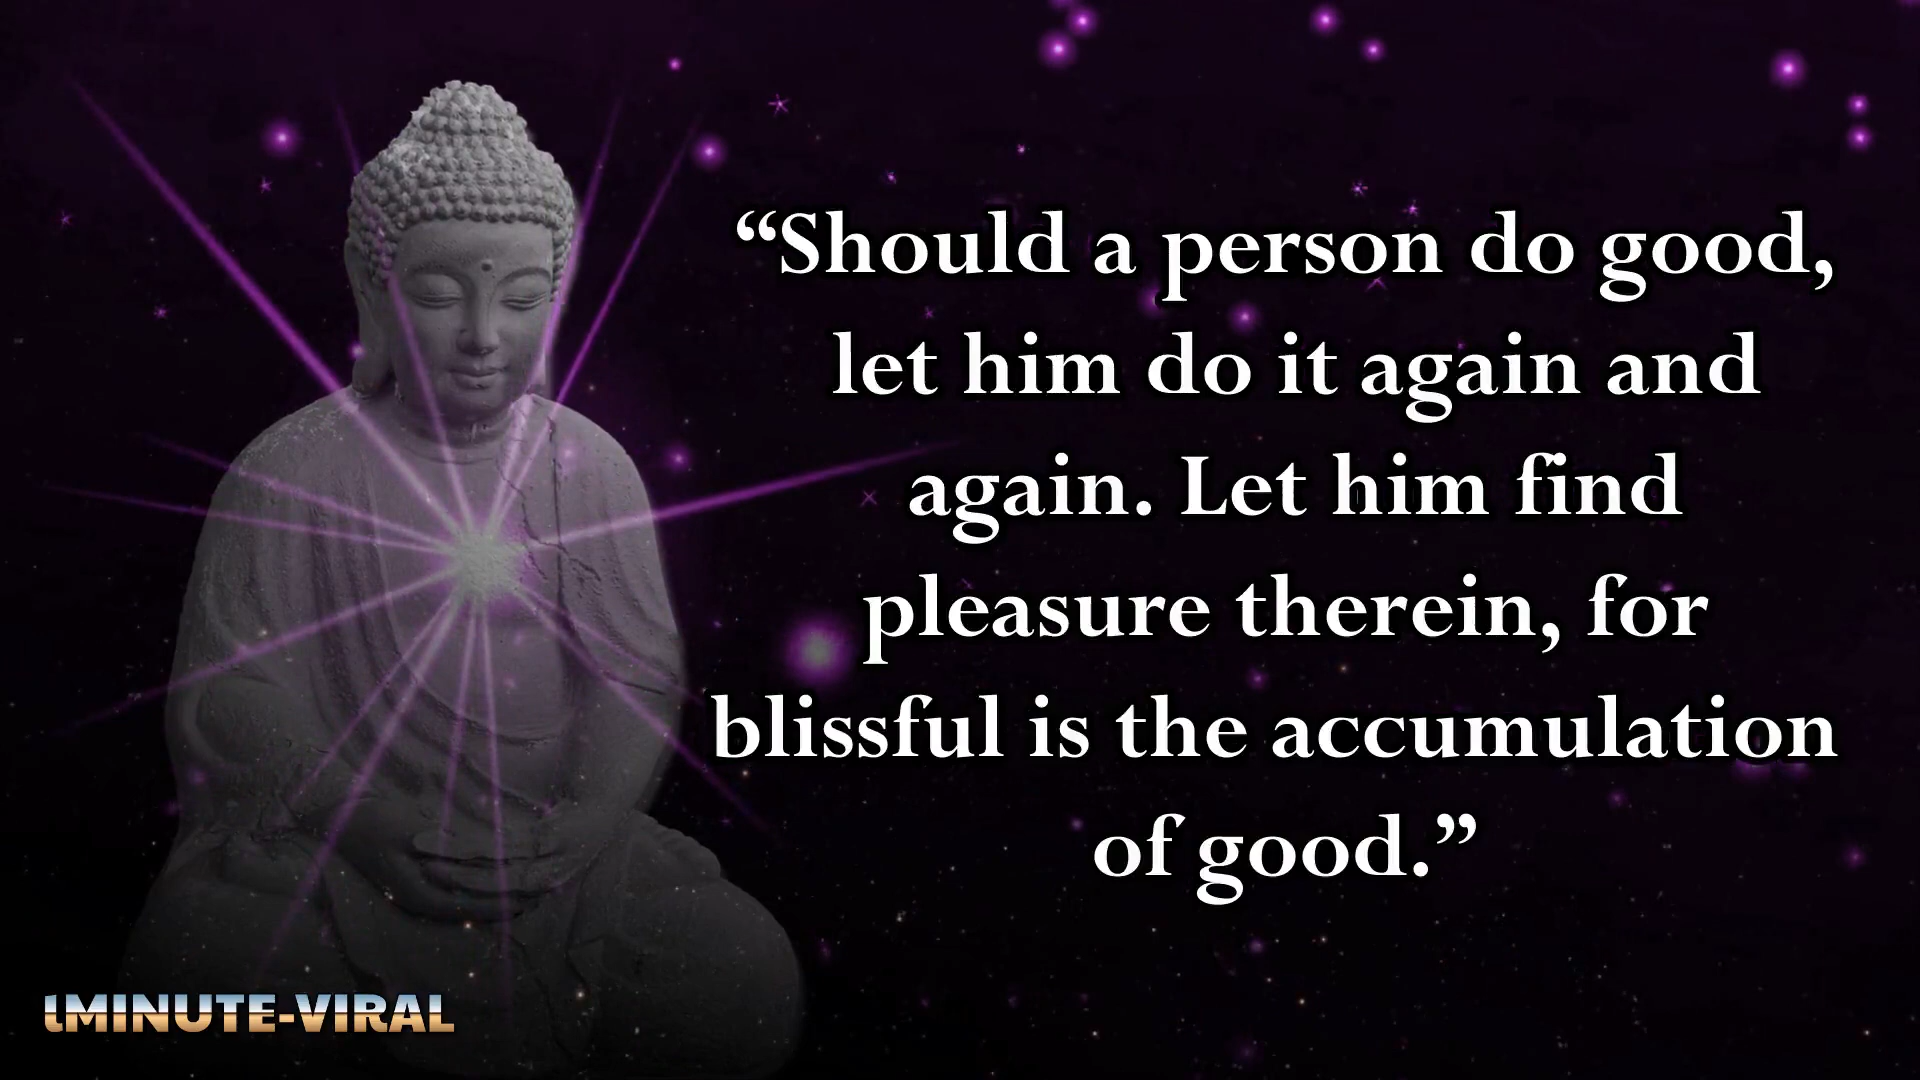 “Should a person do good,
let him do it again and
again. Let him find
pleasure therein, for
blissful is the accumulation
of good.”
1MINUTE-VIRAL